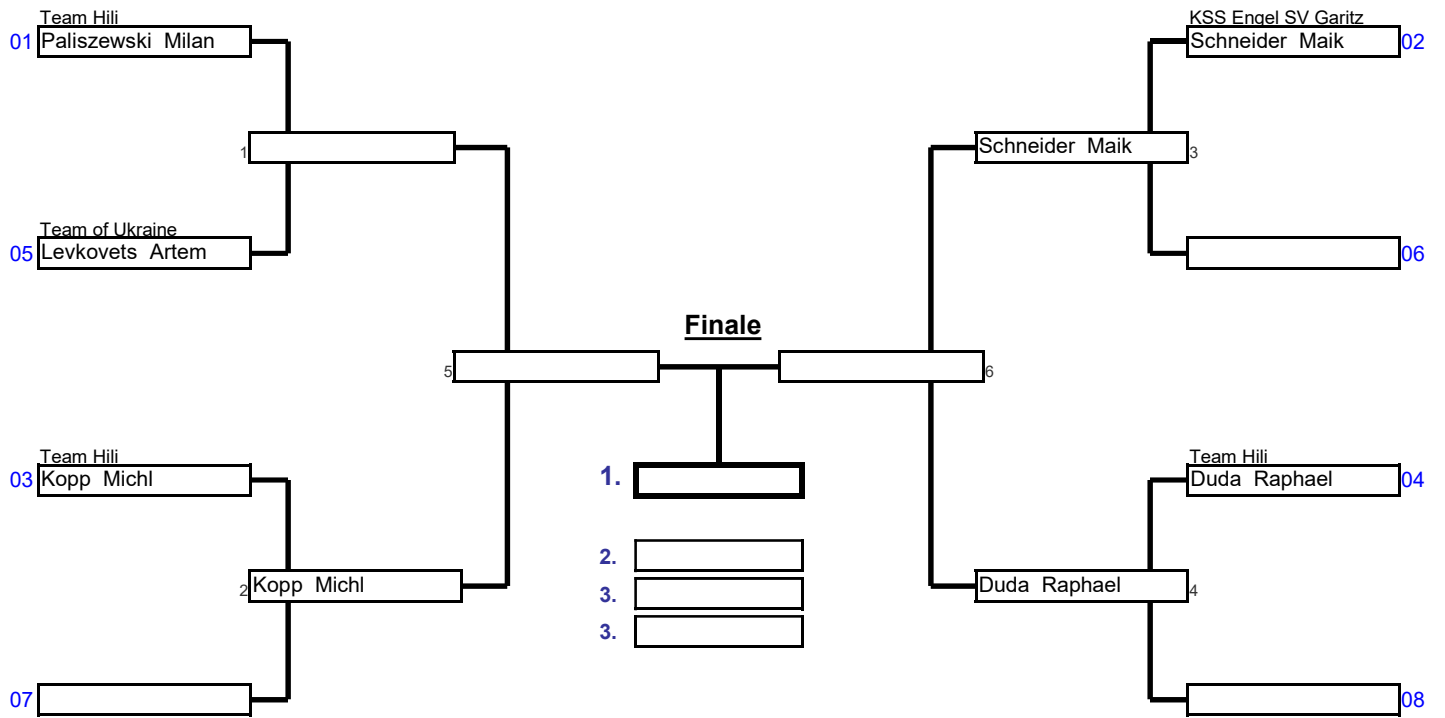 Team Hili
01 Paliszewski Milan
KSS Engel SV Garitz
Schneider Maik 02
1
Schneider Maik 3
Team of Ukraine
05 Levkovets Artem
06
Finale
5
6
Team Hili
03 Kopp Michl
1.
Team Hili
Duda Raphael 04
2.
2 Kopp Michl
3.
Duda Raphael 4
3.
07
08